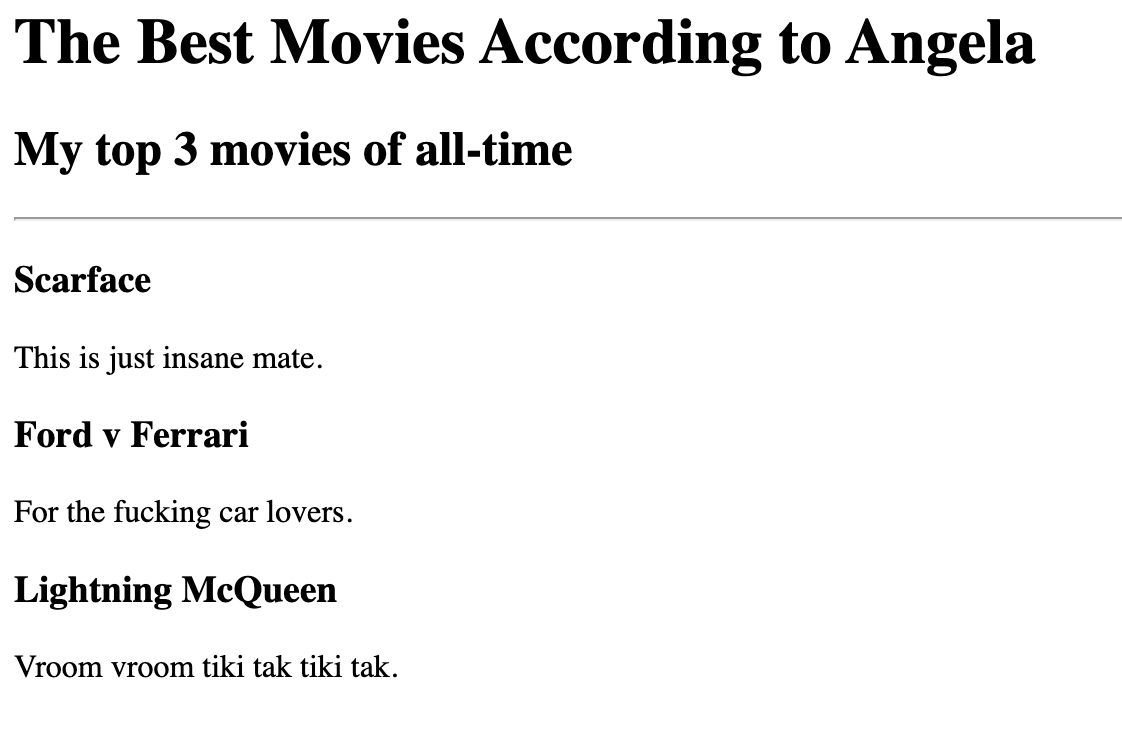 The Best Movies According to Angela
My top 3 movies of all-time
Scarface
This is just insane mate.
Ford v Ferrari
For the fucking car lovers.
Lightning McQueen
Vroom vroom tiki tak tiki tak.